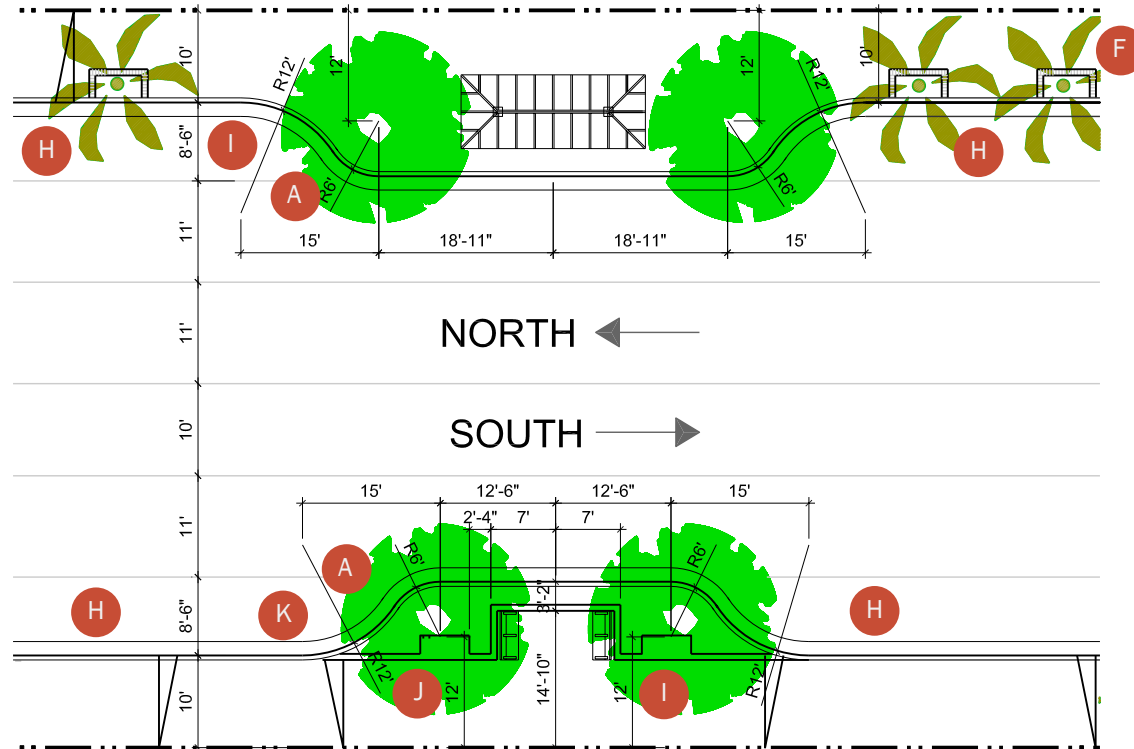 F
10'
R12'
12'
12'
R12'
10'
H
I
H
8'-6"
A
R6'
R6'
15'
18'-11"
18'-11"
15'
11'
11'
NORTH
SOUTH
10'
15'
12'-6"
12'-6"
15'
2'-4"
7'
7'
11'
A
R6'
R6'
3'-2"
H
K
8'-6"
H
R12'
J
12'
14'-10"
12'
I
R12'
10'